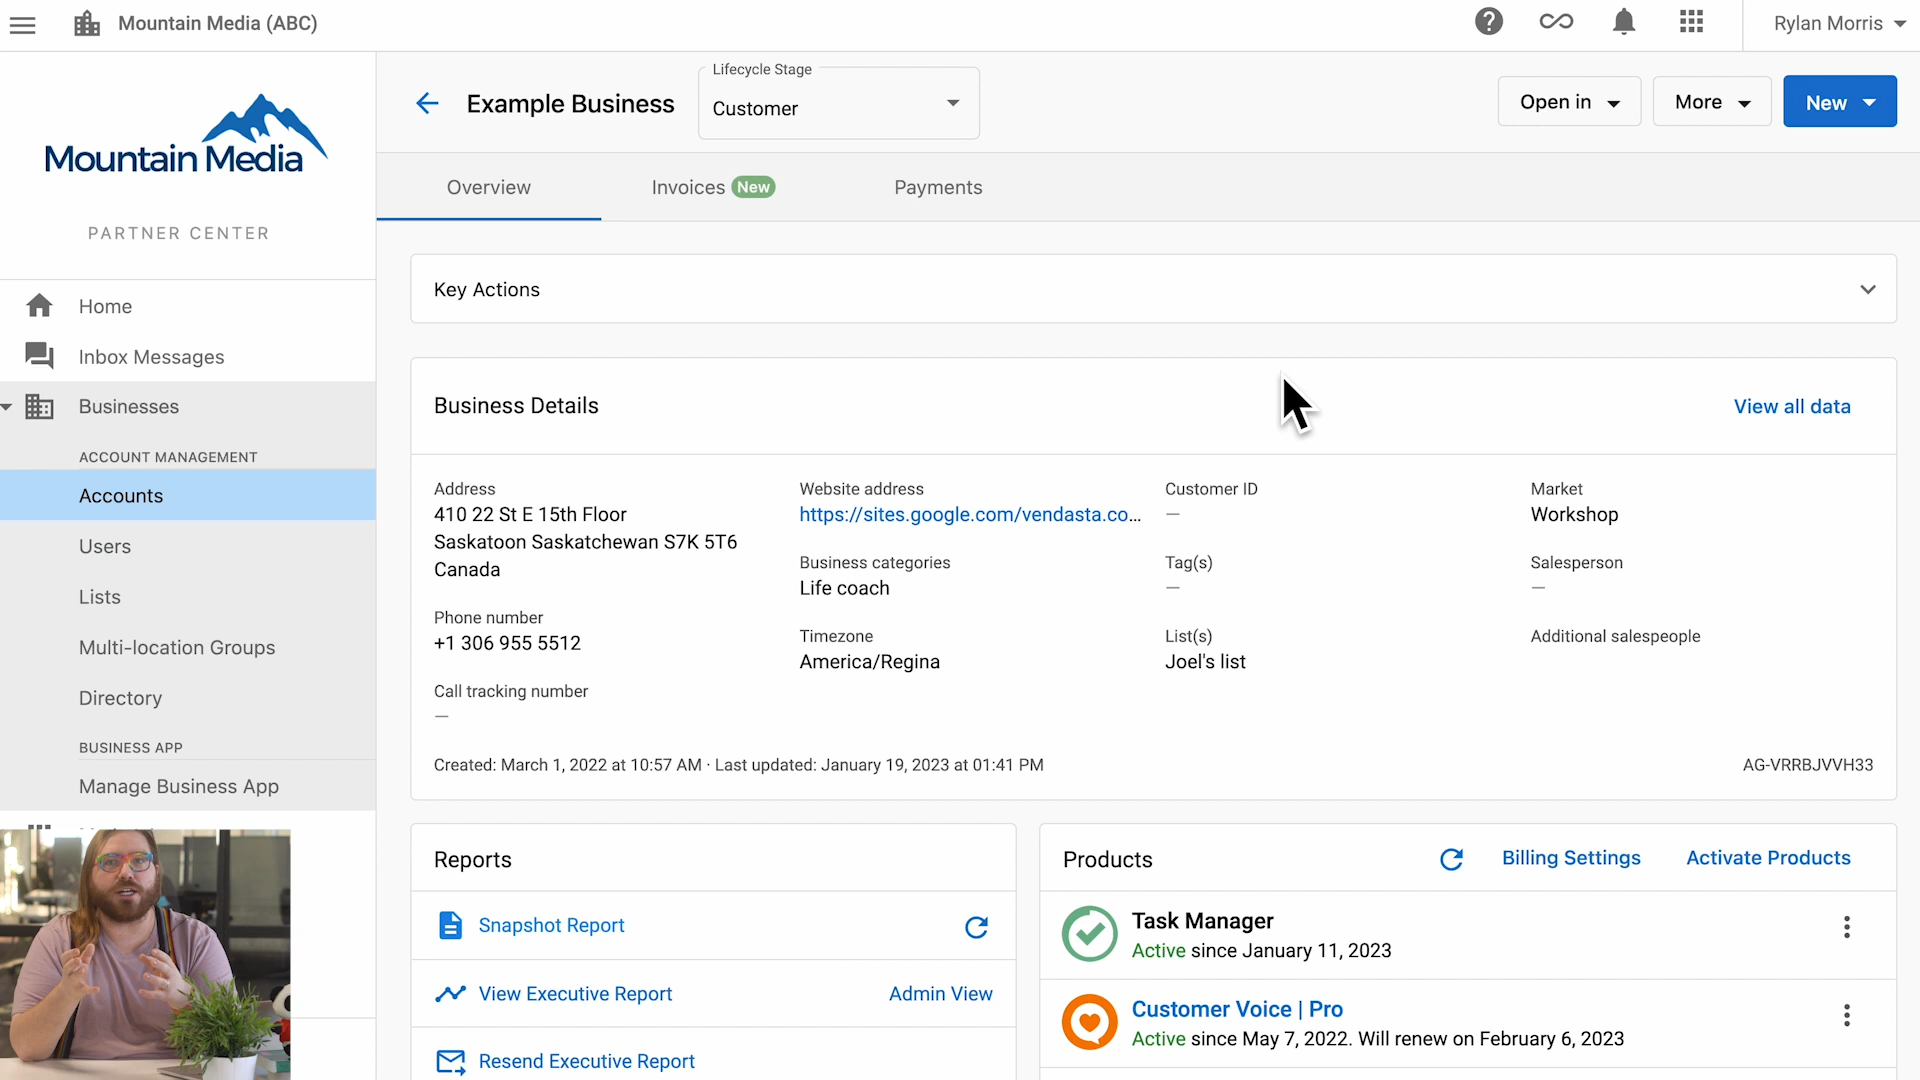 Mountain Media (ABC)
Rylan Morris
Mountain Media
PARTNER CENTER
Home
Inbox Messages
Businesses
ACCOUNT MANAGEMENT
Accounts
Users
Lists
Multi-location Groups
Directory
BUSINESS APP
Manage Business App
Example Business
Lifecycle Stage
Customer
Open in
More
New
Overview
Invoices New
Payments
Key Actions
Business Details
View all data
Address
410 22 St E 15th Floor
Saskatoon Saskatchewan S7K 5T6
Canada
Phone number
+1 306 955 5512
Call tracking number
—
Website address
https://sites.google.com/vendasta.co...
Business categories
Life coach
Timezone
America/Regina
Customer ID
—
Tag(s)
—
List(s)
Joel's list
Market
Workshop
Salesperson
—
Additional salespeople
Created: March 1, 2022 at 10:57 AM · Last updated: January 19, 2023 at 01:41 PM
AG-VRRBJVVH33
Reports
Snapshot Report
View Executive Report
Admin View
Resend Executive Report
Products
Billing Settings
Activate Products
Task Manager
Active since January 11, 2023
Customer Voice | Pro
Active since May 7, 2022. Will renew on February 6, 2023